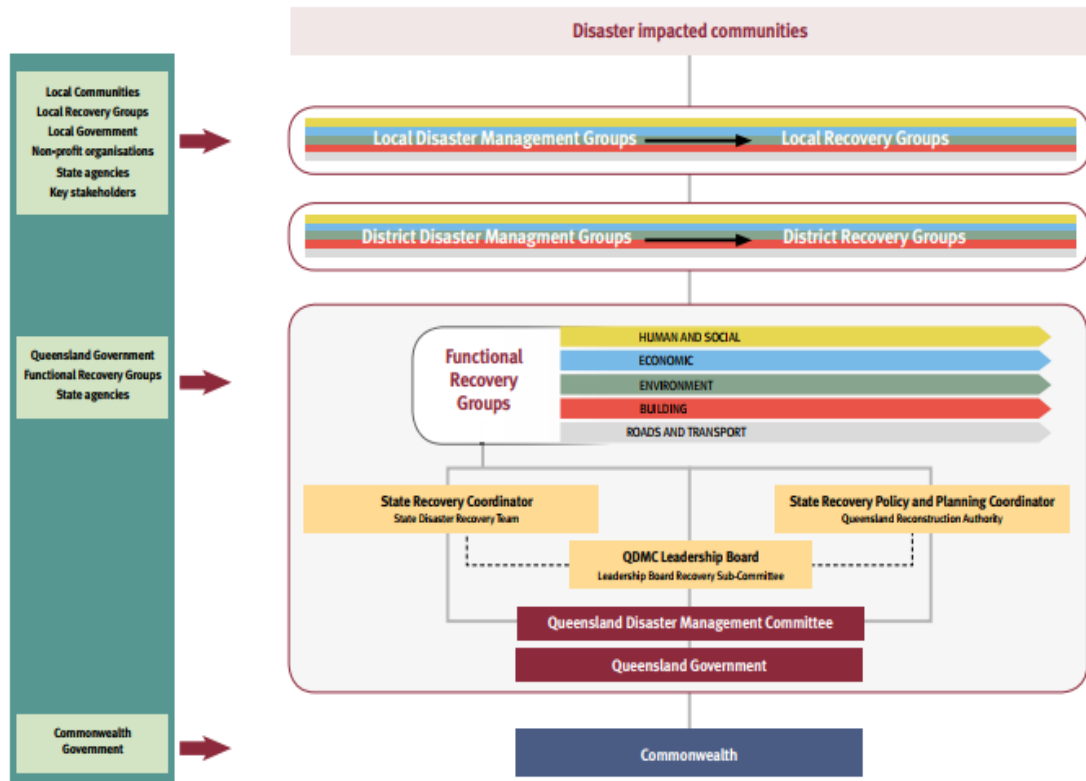 Disaster impacted communities
Local Communities
Local Recovery Groups
Local Government
Non-profit organisations
State agencies
Key stakeholders
Local Disaster Management Groups
Local Recovery Groups
District Disaster Managment Groups
District Recovery Groups
Queensland Government
Functional Recovery Groups
State agencies
Functional
Recovery
Groups
HUMAN AND SOCIAL
ECONOMIC
ENVIRONMENT
BUILDING
ROADS AND TRANSPORT
State Recovery Coordinator
State Disaster Recovery Team
State Recovery Policy and Planning Coordinator
Queensland Reconstruction Authority
QDMC Leadership Board
Leadership Board Recovery Sub-Committee
Queensland Disaster Management Committee
Queensland Government
Commonwealth
Government
Commonwealth